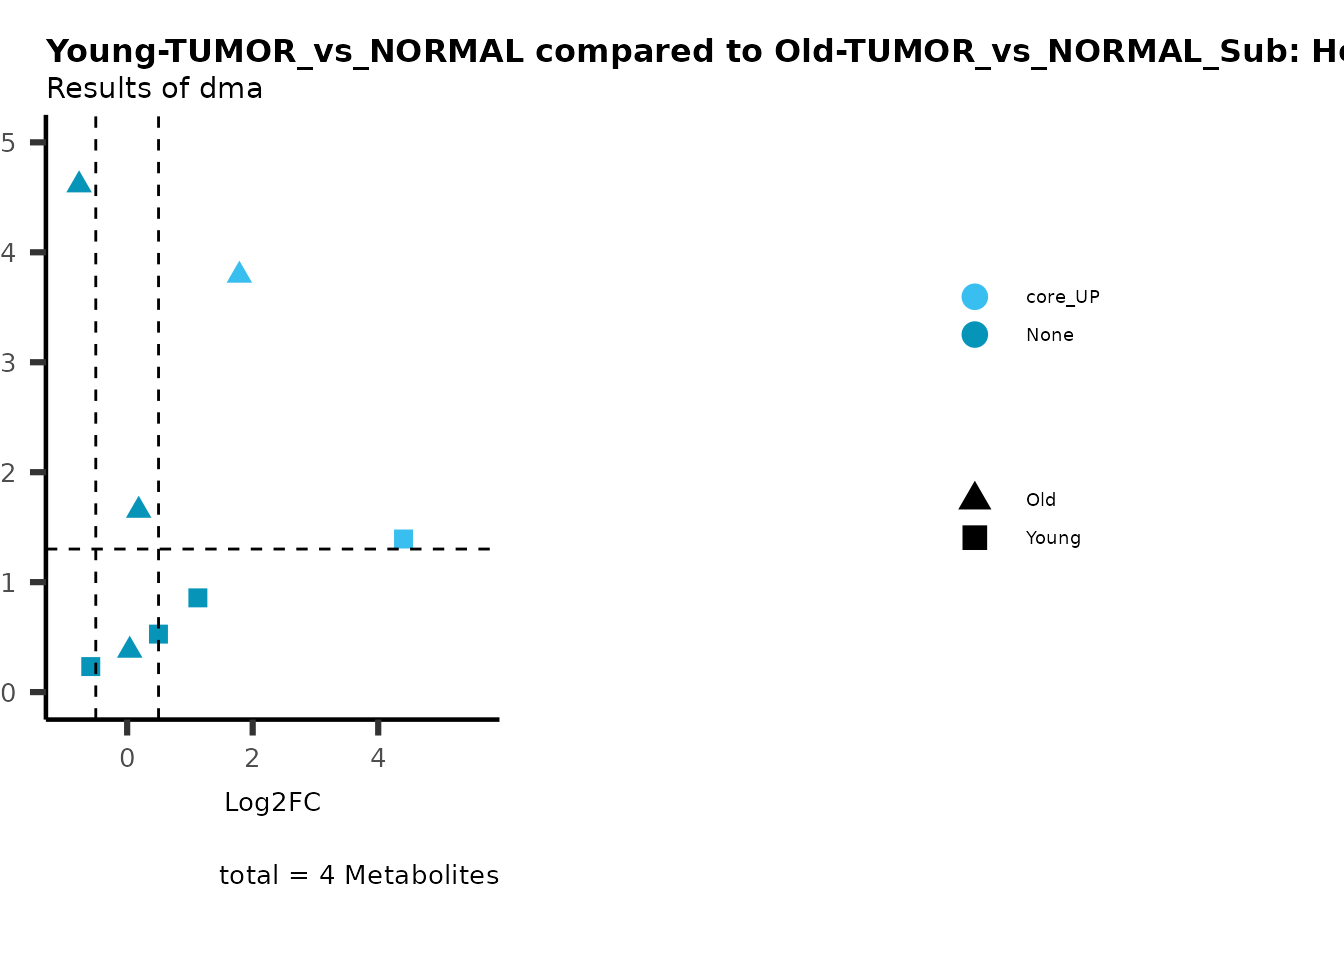 Young-TUMOR_vs_NORMAL compared to Old-TUMOR_vs_NORMAL_Sub:
Results of dma
5
4
3
2
1
0
core_UP
None
Old
Young
0 2 4
Log2FC
total = 4 Metabolites